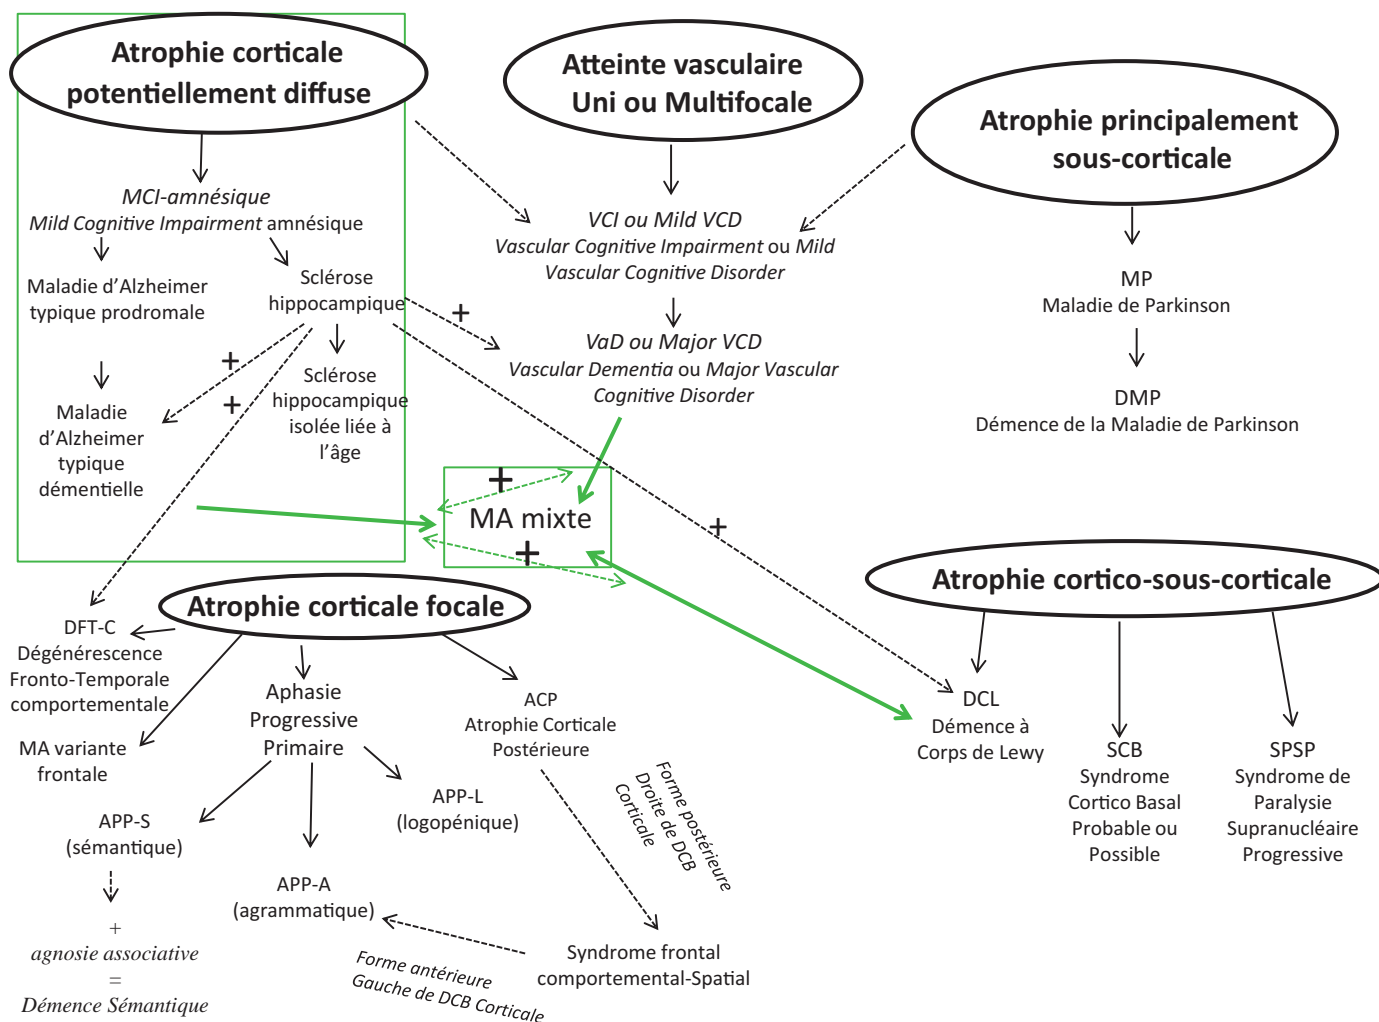 Atrophie corticale
potentiellement diffuse
MCI-amnésique
Mild Cognitive Impairment amnésique
Maladie d'Alzheimer
typique prodromale
Sclérose
hippocampique
+
+
+
Sclérose
hippocampique
isolée liée à
l'âge
Maladie
d'Alzheimer
typique
démentielle
Atteinte vasculaire
Uni ou Multifocale
VCI ou Mild VCD
Vascular Cognitive Impairment ou Mild
Vascular Cognitive Disorder
VaD ou Major VCD
Vascular Dementia ou Major Vascular
Cognitive Disorder
Atrophie principalement
sous-corticale
MP
Maladie de Parkinson
DMP
Démence de la Maladie de Parkinson
+
MA mixte
+
+
Atrophie corticale focale
DFT-C
Dégénérescence
Fronto-Temporale
comportementale
MA variante
frontale
Aphasie
Progressive
Primaire
APP-S
(sémantique)
+
agnosie associative
=
Démence Sémantique
APP-A
(agrammatique)
APP-L
(logopénique)
ACP
Atrophie Corticale
Postérieure
Forme postérieure
Droite de DCB
Corticale
Syndrome frontal
comportemental-Spatial
Forme antérieure
Gauche de DCB Corticale
Atrophie cortico-sous-corticale
DCL
Démence à
Corps de Lewy
SCB
Syndrome
Cortico Basal
Probable ou
Possible
SPSP
Syndrome de
Paralysie
Supranucléaire
Progressive